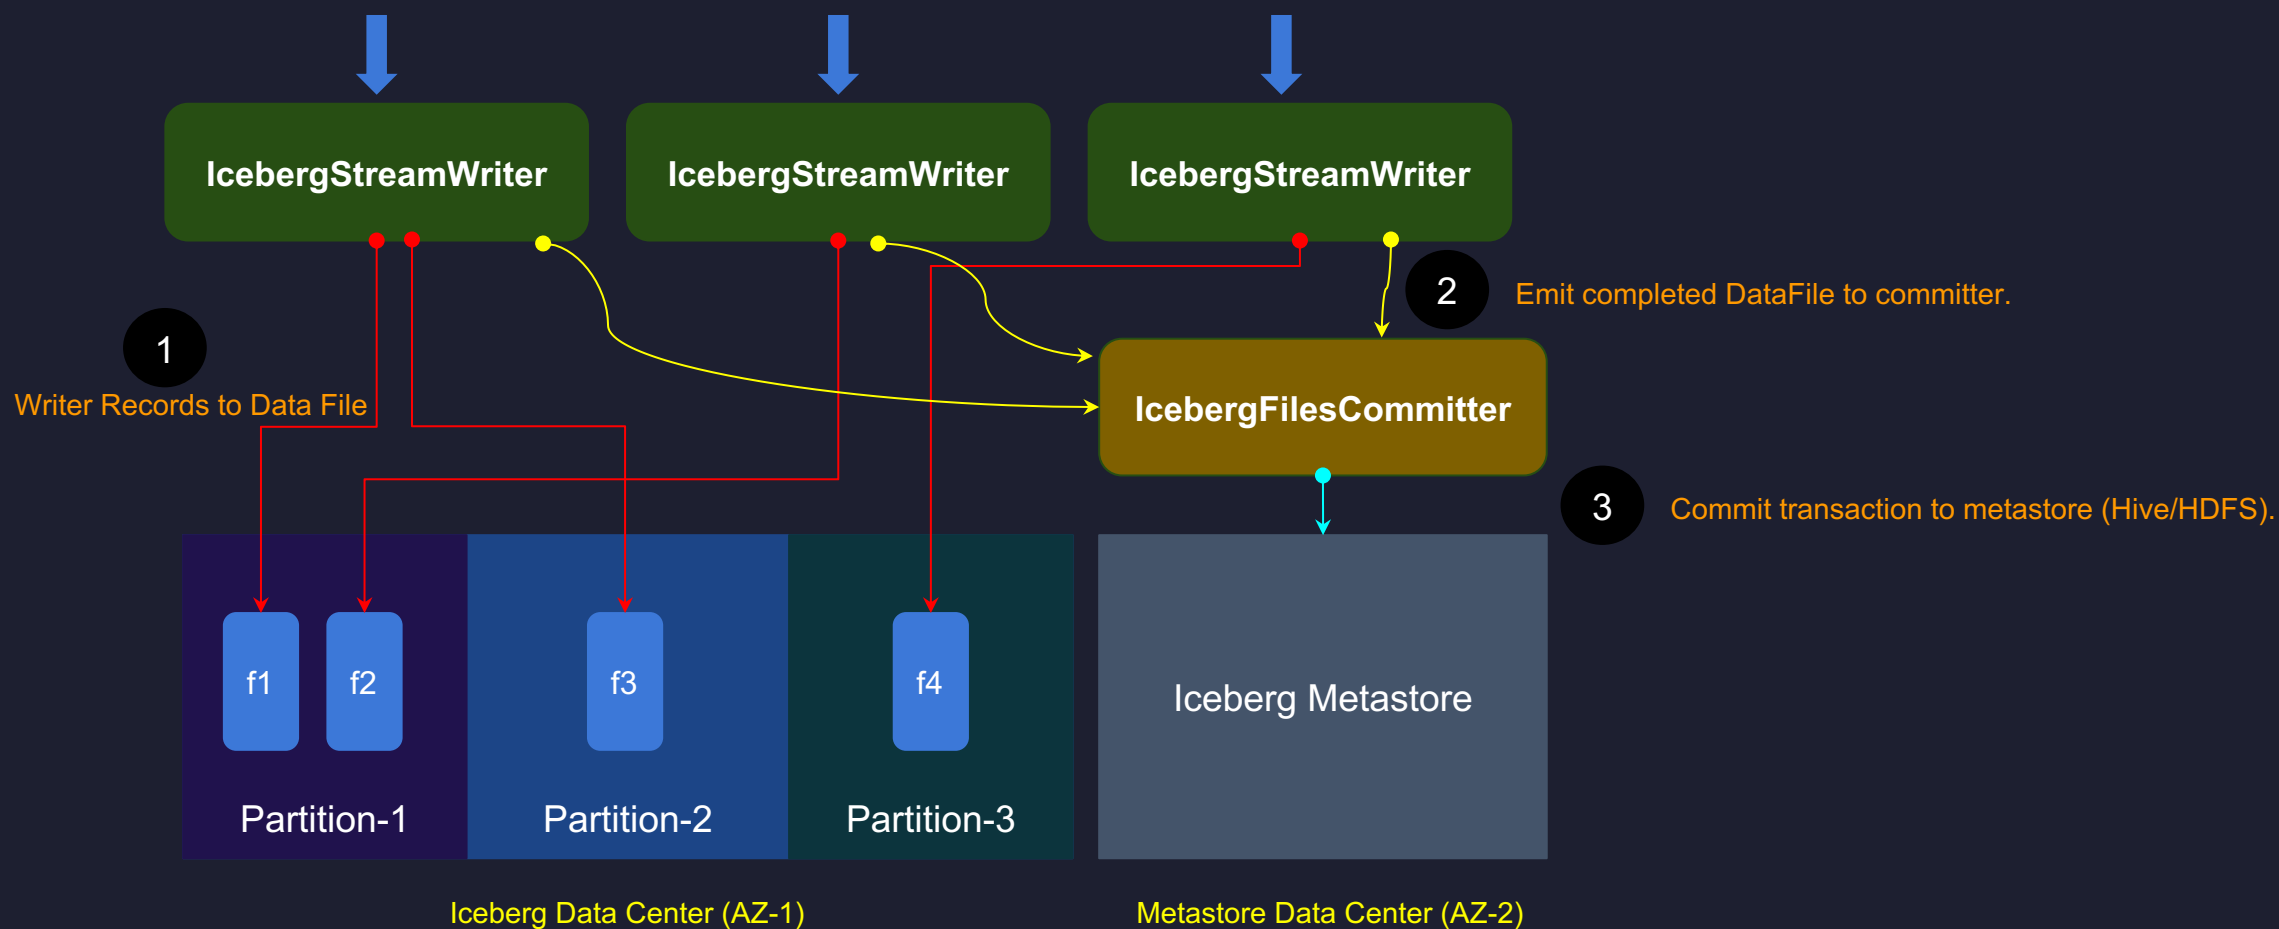 IcebergStreamWriter
IcebergStreamWriter
IcebergStreamWriter
2
Emit completed DataFile to committer.
1
Writer Records to Data File
IcebergFilesCommitter
3
Commit transaction to metastore (Hive/HDFS).
f1
f2
f3
f4
Iceberg Metastore
Partition-1
Partition-2
Partition-3
Iceberg Data Center (AZ-1)
Metastore Data Center (AZ-2)